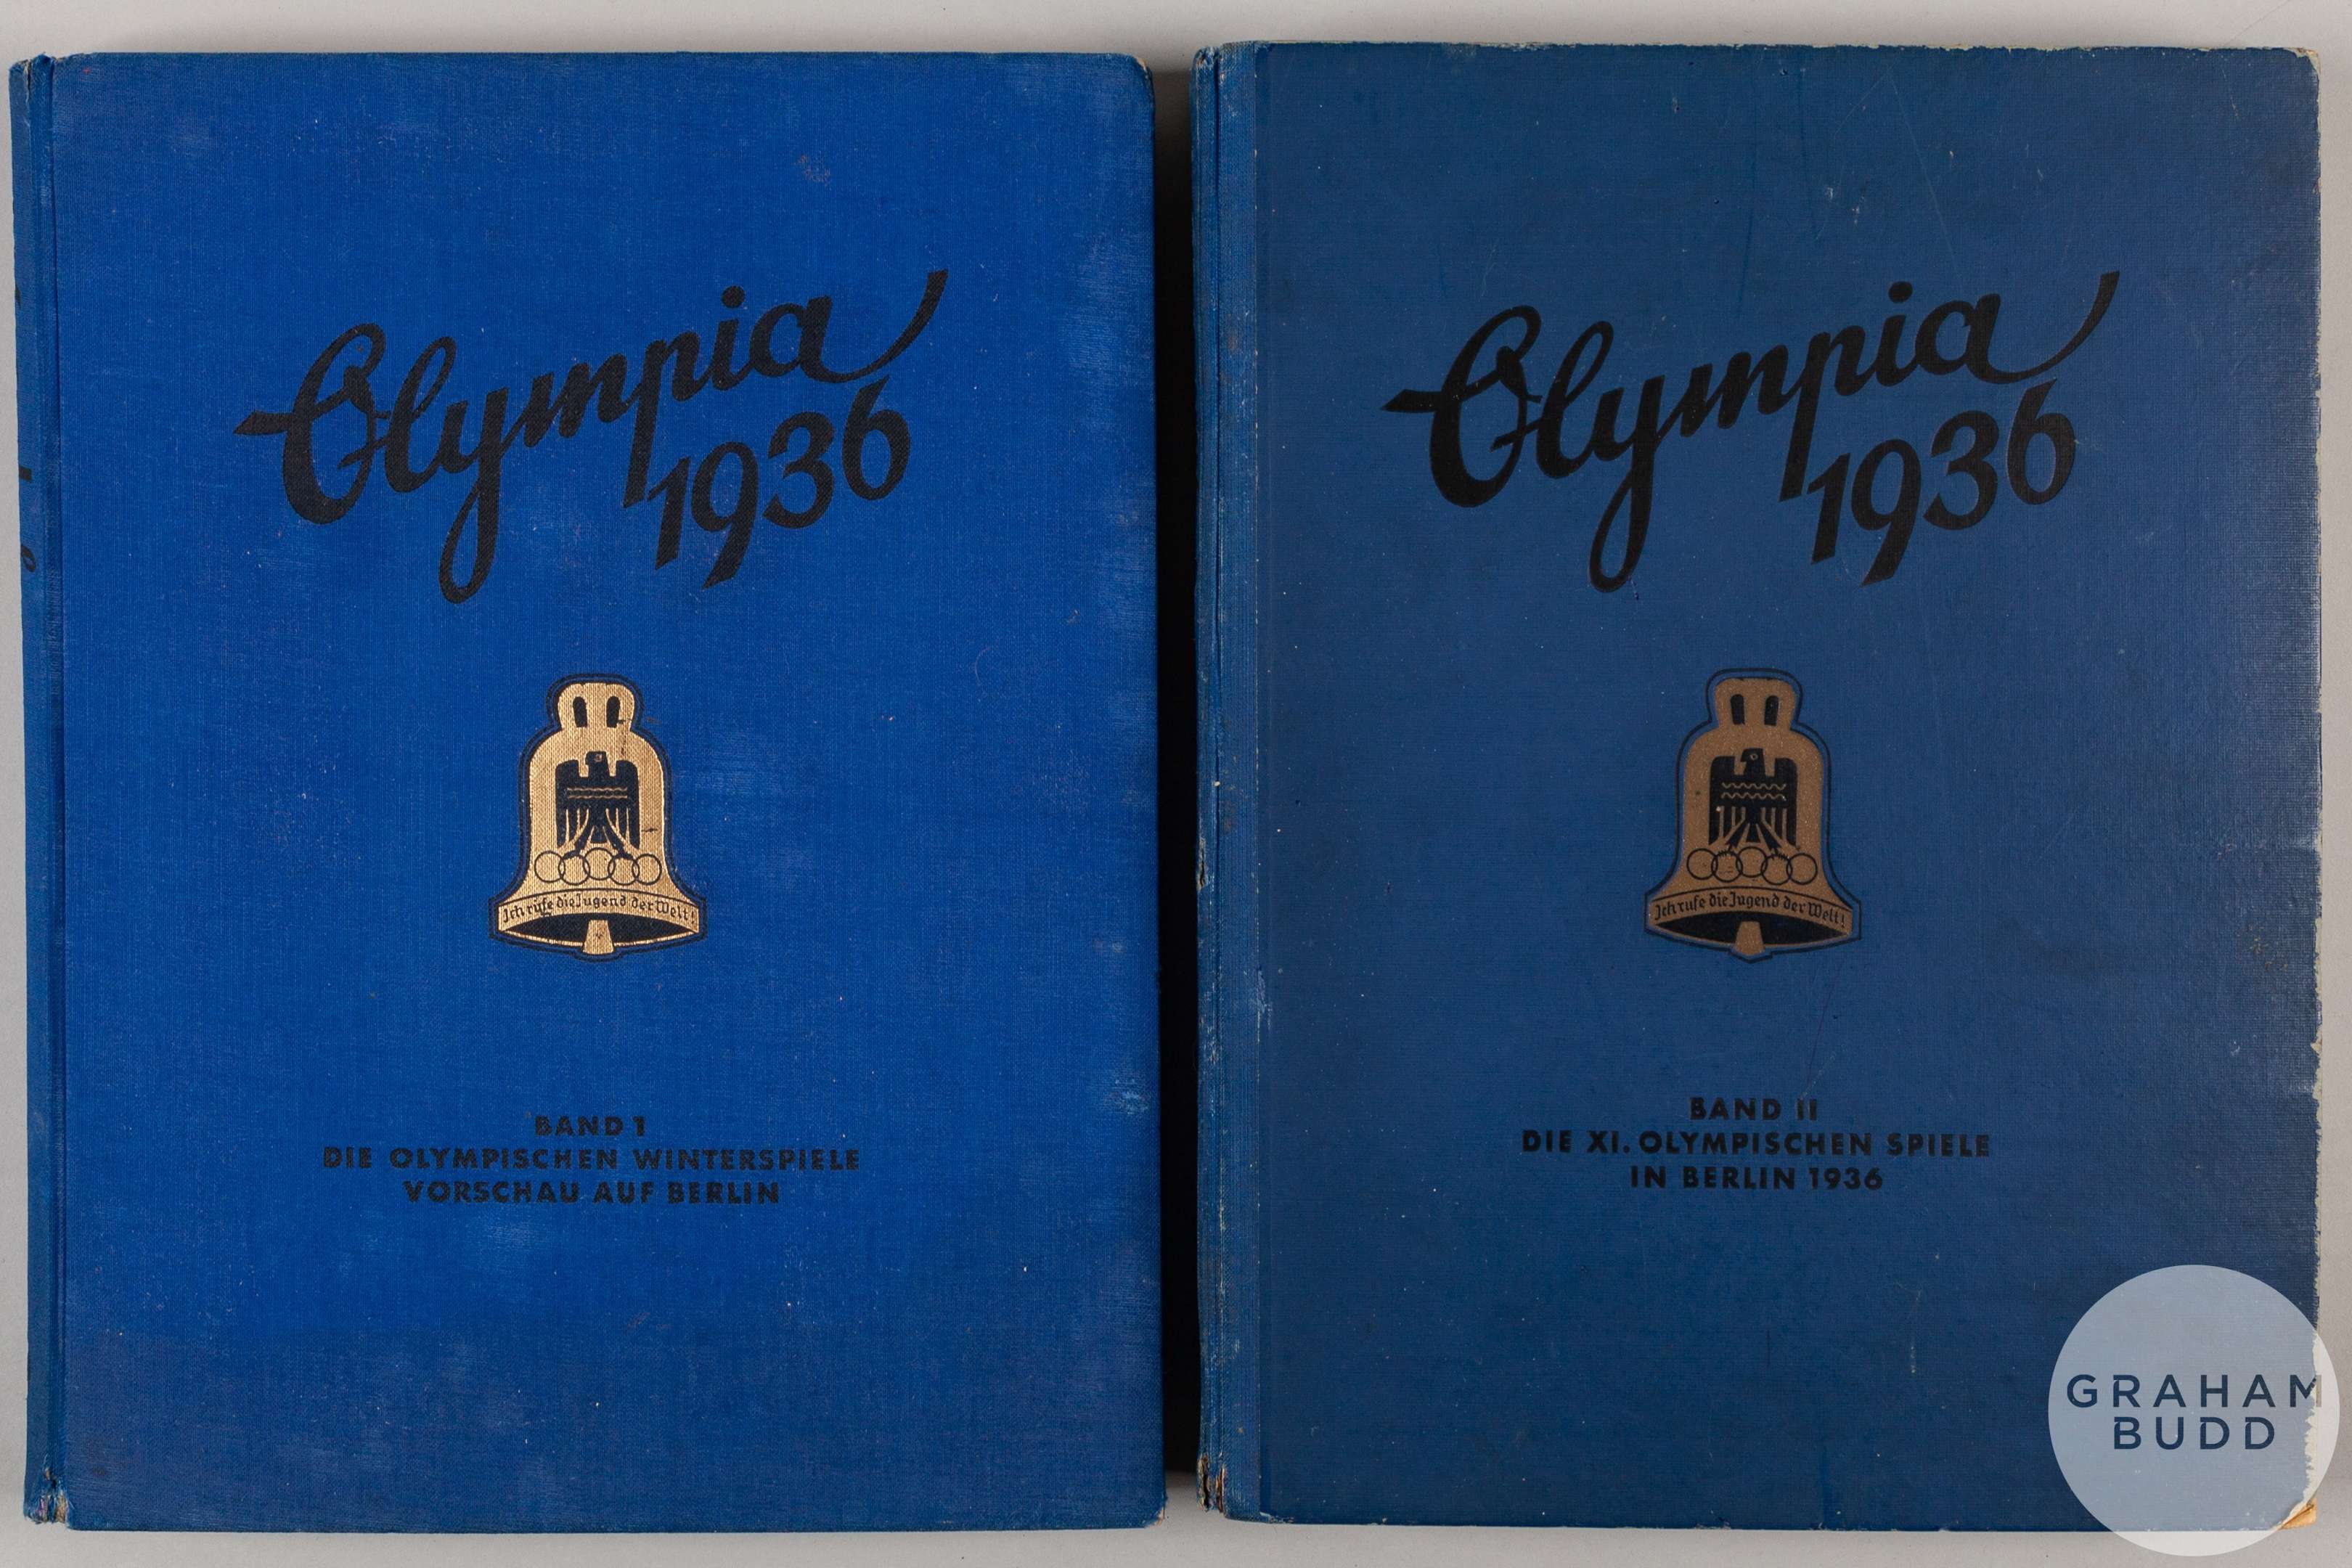 Olympia
1936
Ich rufe die Jugend der Welt!
BAND 1
DIE OLYMPISCHEN WINTERSPIELE
VORSCHAU AUF BERLIN
Olympia
1936
Ich rufe die Jugend der Welt!
BAND II
DIE XI. OLYMPISCHEN SPIELE
IN BERLIN 1936
GRAHAM
BUDD